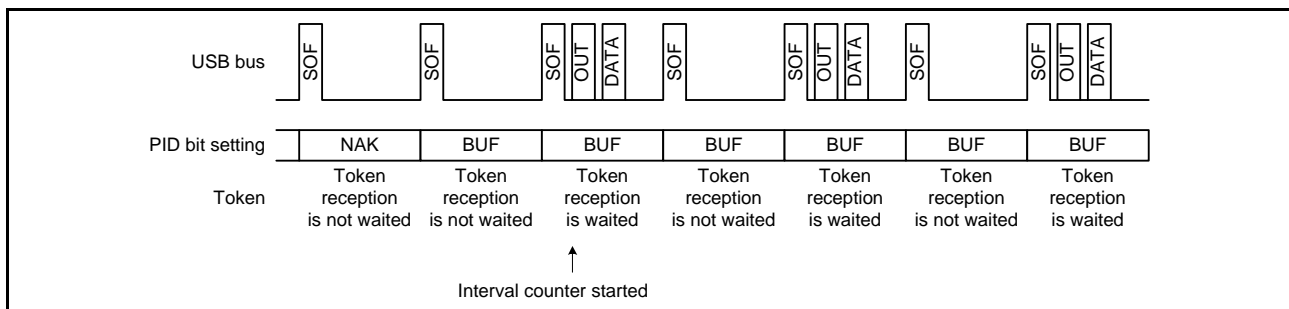 USB bus
SOF
SOF
SOF
OUT
DATA
SOF
SOF
OUT
DATA
SOF
SOF
OUT
DATA
PID bit setting
NAK
BUF
BUF
BUF
BUF
BUF
BUF
Token
Token
reception
is not waited
Token
reception
is not waited
Token
reception
is waited
Token
reception
is not waited
Token
reception
is waited
Token
reception
is not waited
Token
reception
is waited
Interval counter started